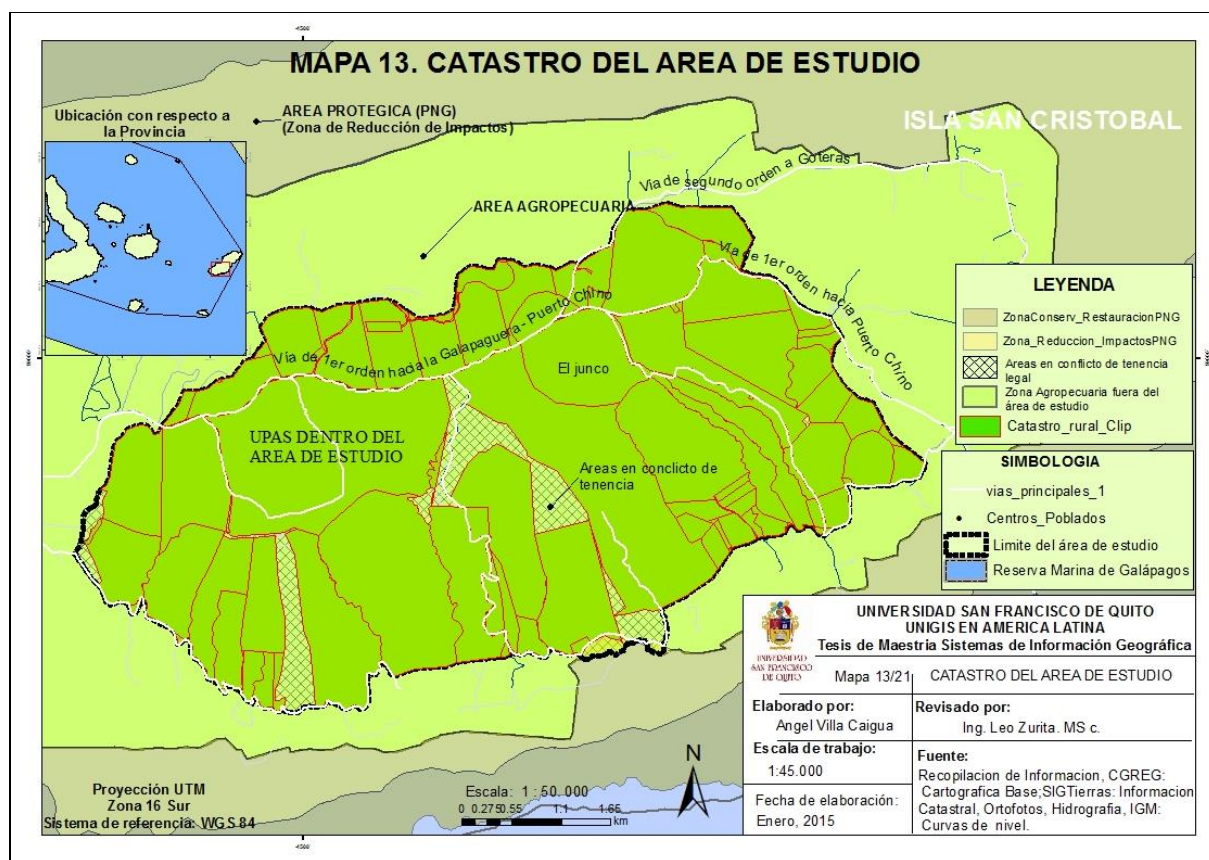 4500'
MAPA 13. CATASTRO DEL AREA DE ESTUDIO
Ubicación con respecto a
la Provincia
AREA PROTEGICA (PNG)
(Zona de Reducción de Impactos)
ISLA SAN CRISTOBAL
Vía de segundo orden a Goteras
AREA AGROPECUARIA
Vía de 1er orden hacia Puerto Chino
Vía de 1er orden hacia la Galapaguera - Puerto Chino
El junco
UPAS DENTRO DEL
AREA DE ESTUDIO
Areas en conclicto de
tenencia
LEYENDA
ZonaConserv_RestauracionPNG
Zona_Reduccion_ImpactosPNG
Areas en conflicto de tenencia
legal
Zona Agropecuaria fuera del
área de estudio
Catastro_rural_Clip
SIMBOLOGIA
vias_principales_1
Centros_Poblados
Limite del área de estudio
Reserva Marina de Galápagos
UNIVERSIDAD SAN FRANCISCO DE QUITO
UNIGIS EN AMERICA LATINA
Tesis de Maestria Sistemas de Información Geográfica
UNIVERSIDAD
SAN FRANCISCO
DE QUITO
Mapa 13/21
CATASTRO DEL AREA DE ESTUDIO
Elaborado por:
Angel Villa Caigua
Revisado por:
Ing. Leo Zurita. MS c.
Escala de trabajo:
1:45.000
Fecha de elaboración:
Enero, 2015
Fuente:
Recopilacion de Informacion, CGREG:
Cartografica Base;SIGTierras: Informacion
Catastral, Ortofotos, Hidrografia, IGM:
Curvas de nivel.
Proyección UTM
Zona 16 Sur
Sistema de referencia: WGS 84
Escala: 1 : 50.000
0 0.275 0.55 1.1 1.65
km
N
4500'